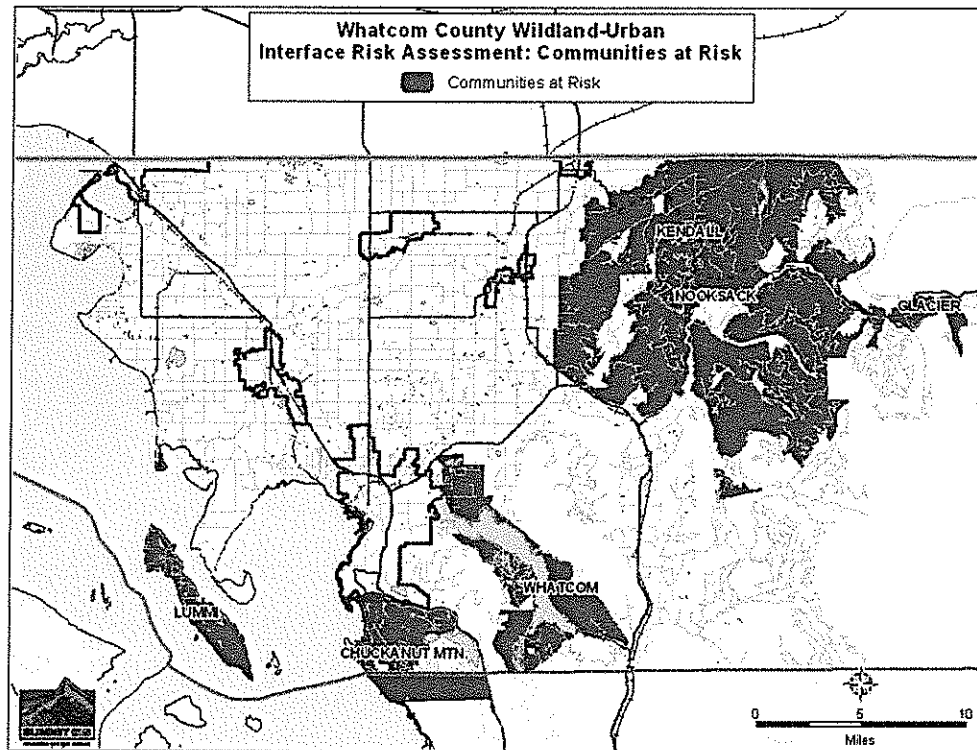 Whatcom County Wildland-Urban
Interface Risk Assessment: Communities at Risk
Communities at Risk
KENDALL
NOOKSACK
GLACIER
WHATCOM
LUMMI
CHUCKANUT MTN.
0 5 10
Miles